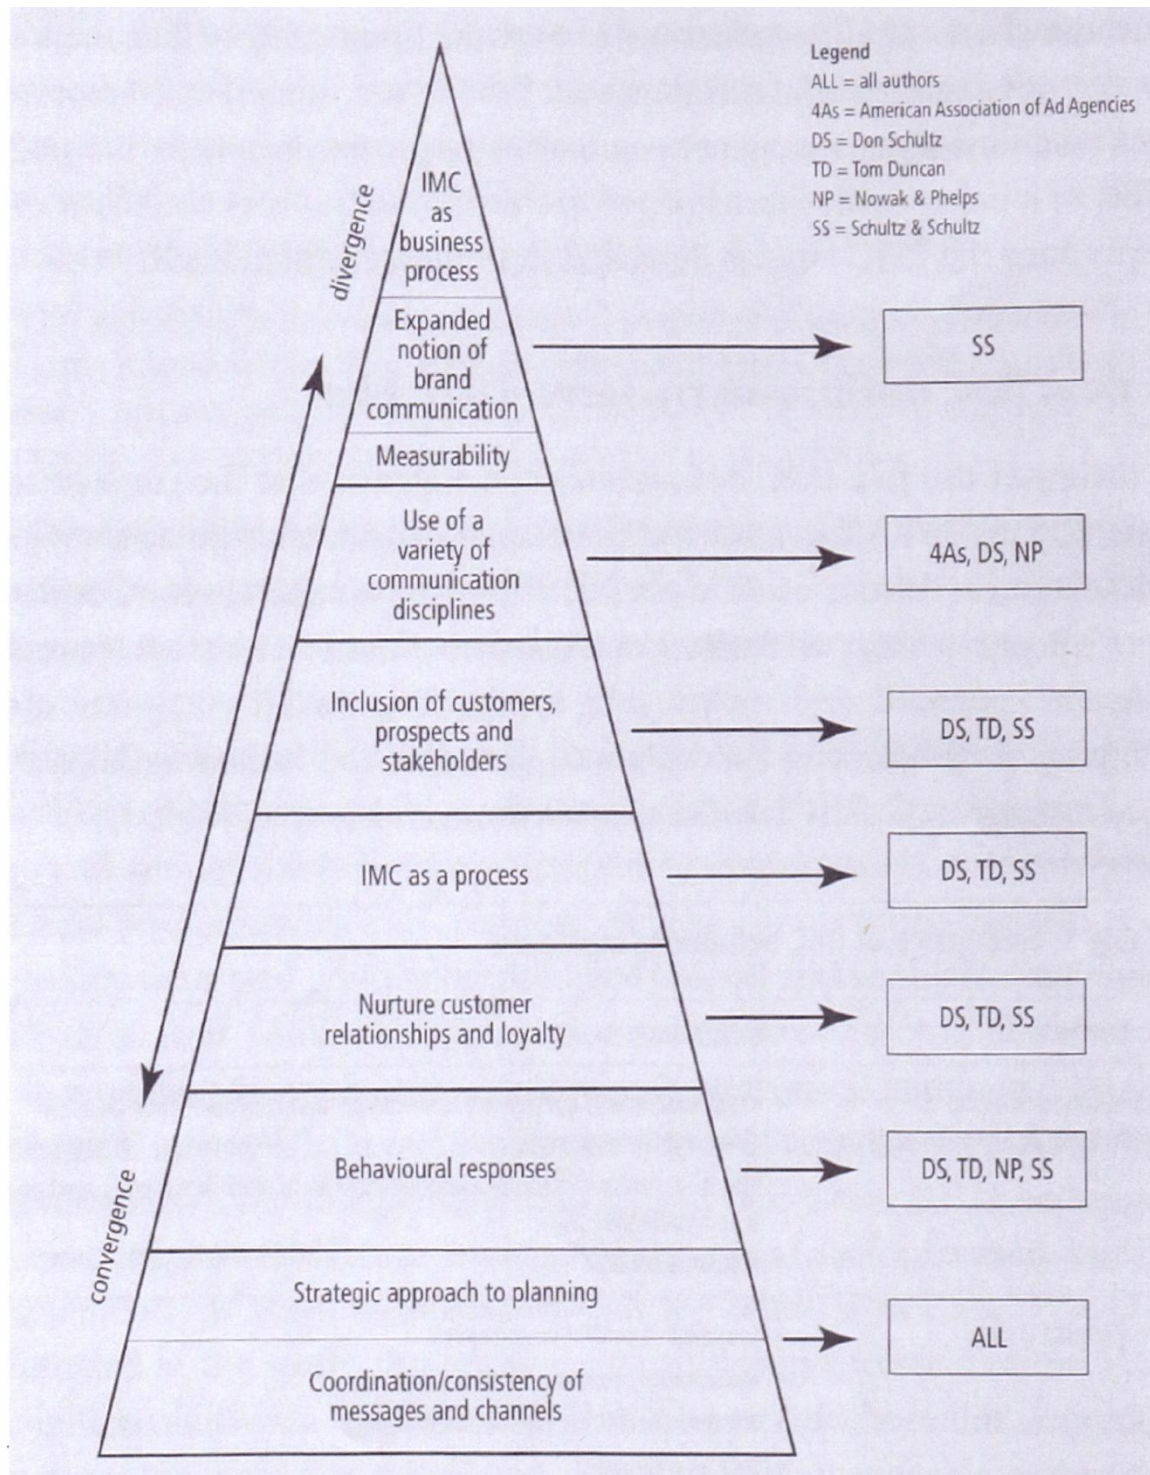 Legend
ALL = all authors
4As = American Association of Ad Agencies
DS = Don Schultz
TD = Tom Duncan
NP = Nowak & Phelps
SS = Schultz & Schultz
divergence
IMC
as
business
process
Expanded
notion of
brand
communication
SS
Measurability
Use of a
variety of
communication
disciplines
4As, DS, NP
Inclusion of customers,
prospects and
stakeholders
DS, TD, SS
IMC as a process
DS, TD, SS
Nurture customer
relationships and loyalty
DS, TD, SS
Behavioural responses
DS, TD, NP, SS
convergence
Strategic approach to planning
ALL
Coordination/consistency of
messages and channels